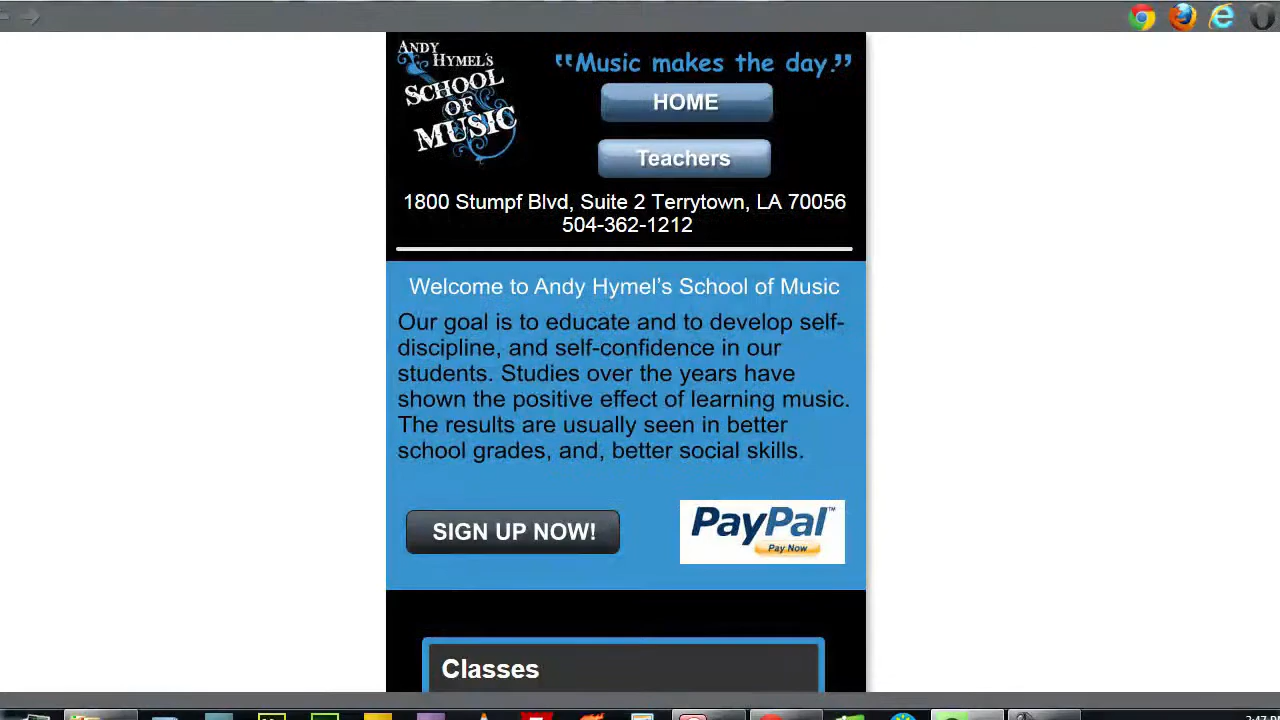 ANDY
HYMEL'S
SCHOOL
OF
MUSIC
"Music makes the day."
HOME
Teachers
1800 Stumpf Blvd, Suite 2 Terrytown, LA 70056
504-362-1212
Welcome to Andy Hymel's School of Music
Our goal is to educate and to develop self-
discipline, and self-confidence in our
students. Studies over the years have
shown the positive effect of learning music.
The results are usually seen in better
school grades, and, better social skills.
SIGN UP NOW!
PayPal™
Pay Now
Classes